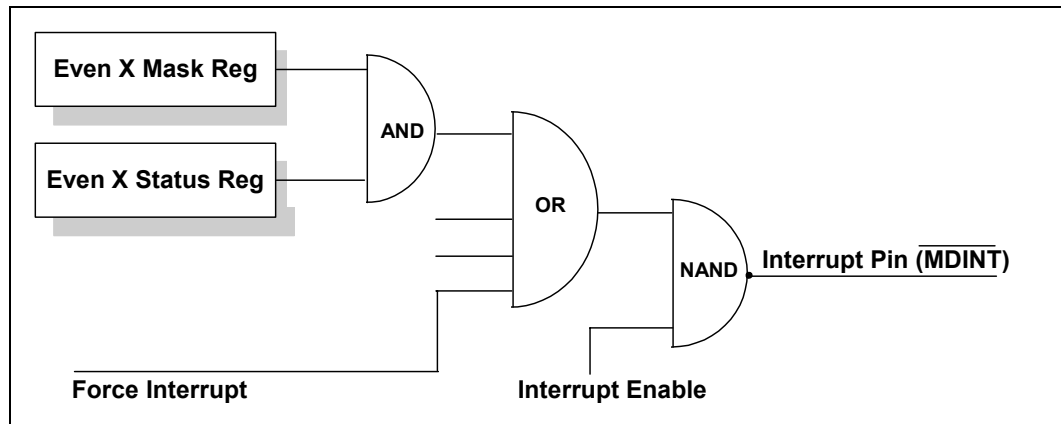 Even X Mask Reg
AND
Even X Status Reg
OR
NAND
Interrupt Pin (MDINT)
Force Interrupt
Interrupt Enable